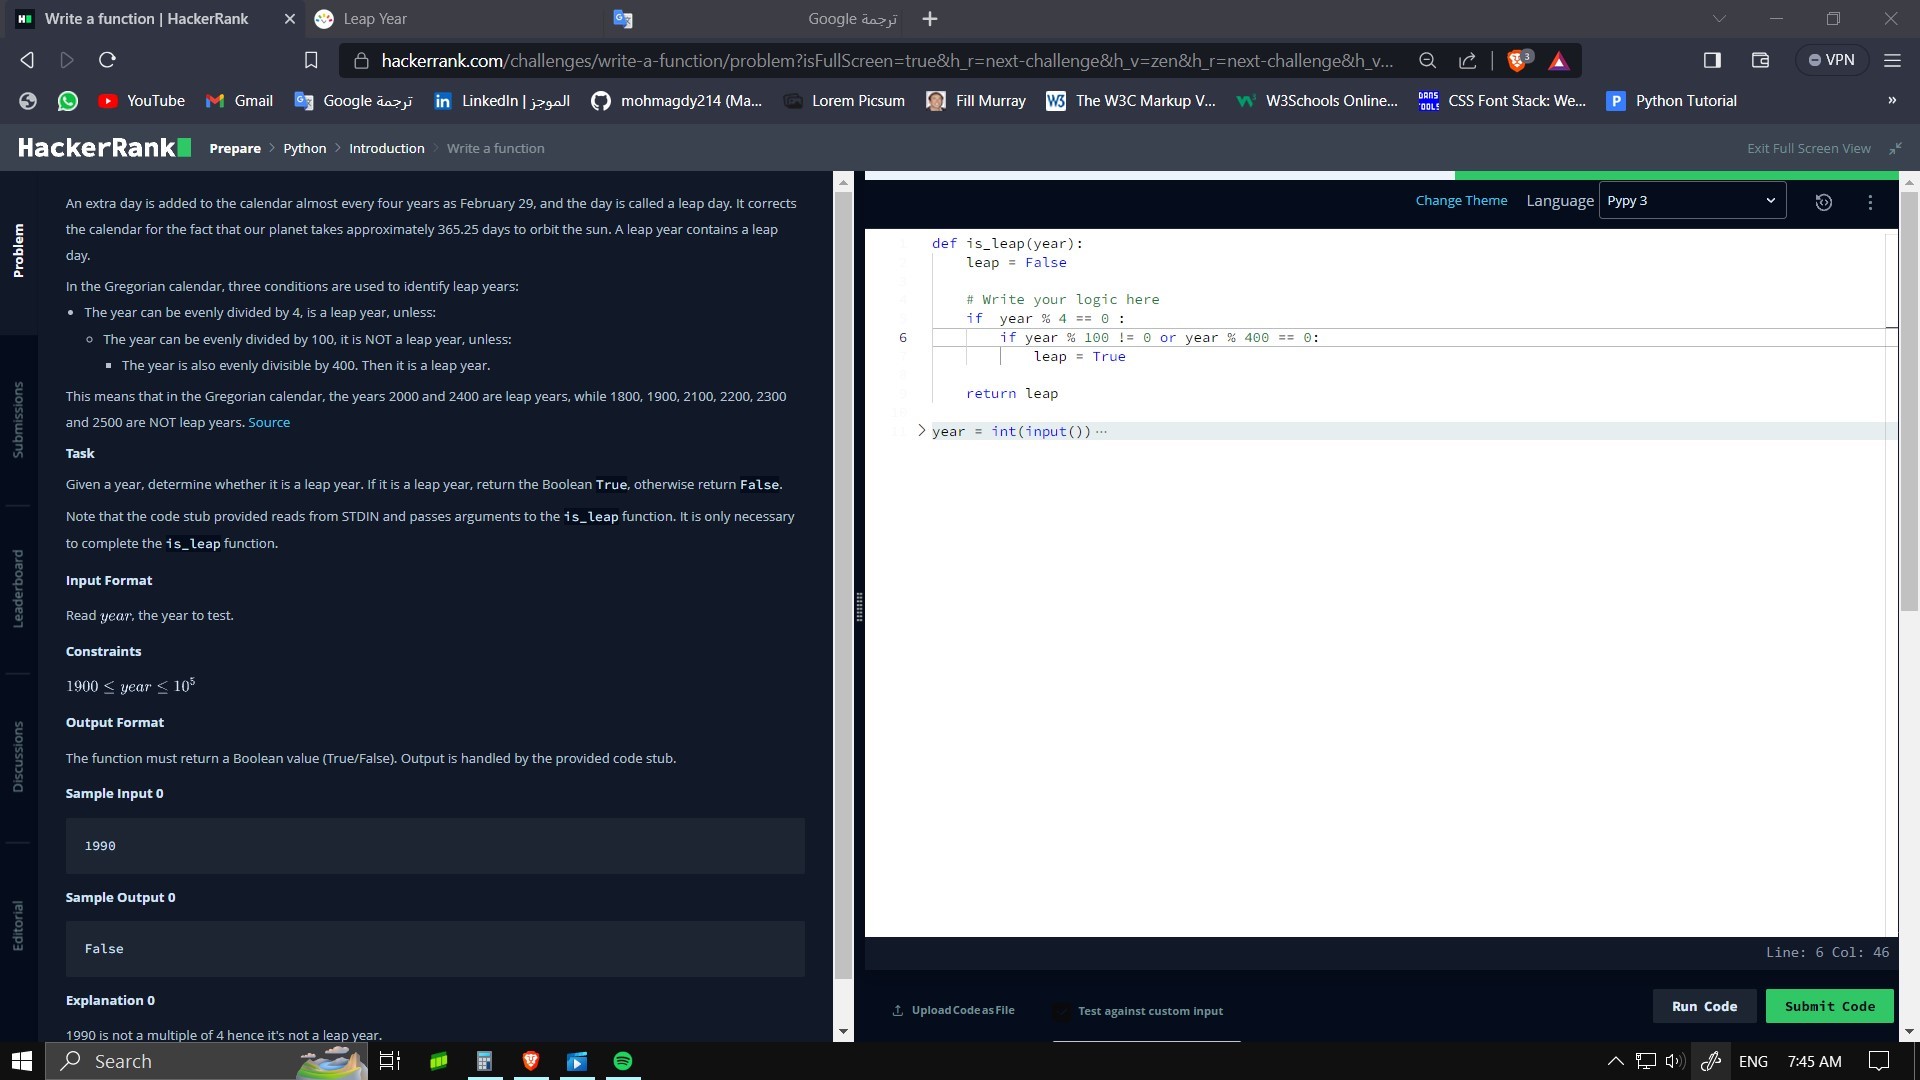 Write a function | HackerRank
Leap Year
ترجمة Google
hackerrank.com/challenges/write-a-function/problem?isFullScreen=true&h_r=next-challenge&h_v=zen&h_r=next-challenge&h_v...
3
VPN
YouTube
Gmail
ترجمة Google
LinkedIn | الموجز
mohmagdy214 (Ma...
Lorem Picsum
Fill Murray
The W3C Markup V...
W3Schools Online...
CSS Font Stack: We...
Python Tutorial
»
HackerRank
Prepare > Python > Introduction > Write a function
Exit Full Screen View
Problem
Submissions
Leaderboard
Discussions
Editorial
An extra day is added to the calendar almost every four years as February 29, and the day is called a leap day. It corrects
the calendar for the fact that our planet takes approximately 365.25 days to orbit the sun. A leap year contains a leap
day.
In the Gregorian calendar, three conditions are used to identify leap years:
• The year can be evenly divided by 4, is a leap year, unless:
◦ The year can be evenly divided by 100, it is NOT a leap year, unless:
▪ The year is also evenly divisible by 400. Then it is a leap year.
This means that in the Gregorian calendar, the years 2000 and 2400 are leap years, while 1800, 1900, 2100, 2200, 2300
and 2500 are NOT leap years. Source
Task
Given a year, determine whether it is a leap year. If it is a leap year, return the Boolean True, otherwise return False.
Note that the code stub provided reads from STDIN and passes arguments to the is_leap function. It is only necessary
to complete the is_leap function.
Input Format
Read year, the year to test.
Constraints
1900 ≤ year ≤ 10⁵
Output Format
The function must return a Boolean value (True/False). Output is handled by the provided code stub.
Sample Input 0
1990
Sample Output 0
False
Explanation 0
1990 is not a multiple of 4 hence it's not a leap year.
Change Theme
Language
Pypy 3
def is_leap(year):
leap = False
# Write your logic here
if  year % 4 == 0 :
6
if year % 100 != 0 or year % 400 == 0:
leap = True
return leap
> year = int(input()) ···
Line: 6 Col: 46
Upload Code as File
Test against custom input
Run Code
Submit Code
Search
ENG
7:45 AM